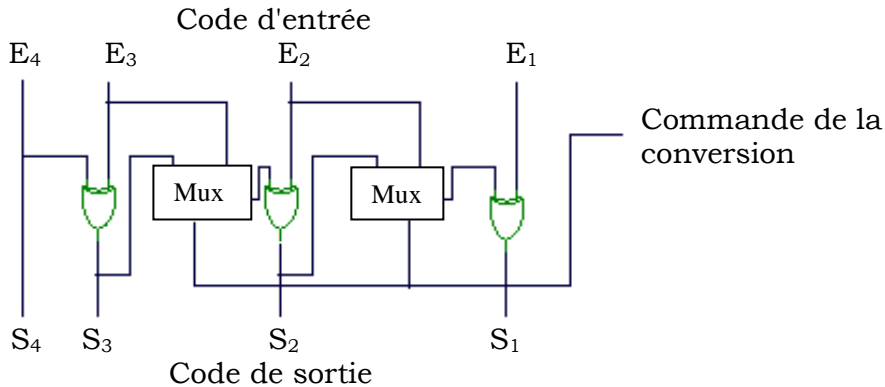 Code d'entrée
E₄ E₃ E₂ E₁
Commande de la
conversion
Mux Mux
S₄ S₃ S₂ S₁
Code de sortie